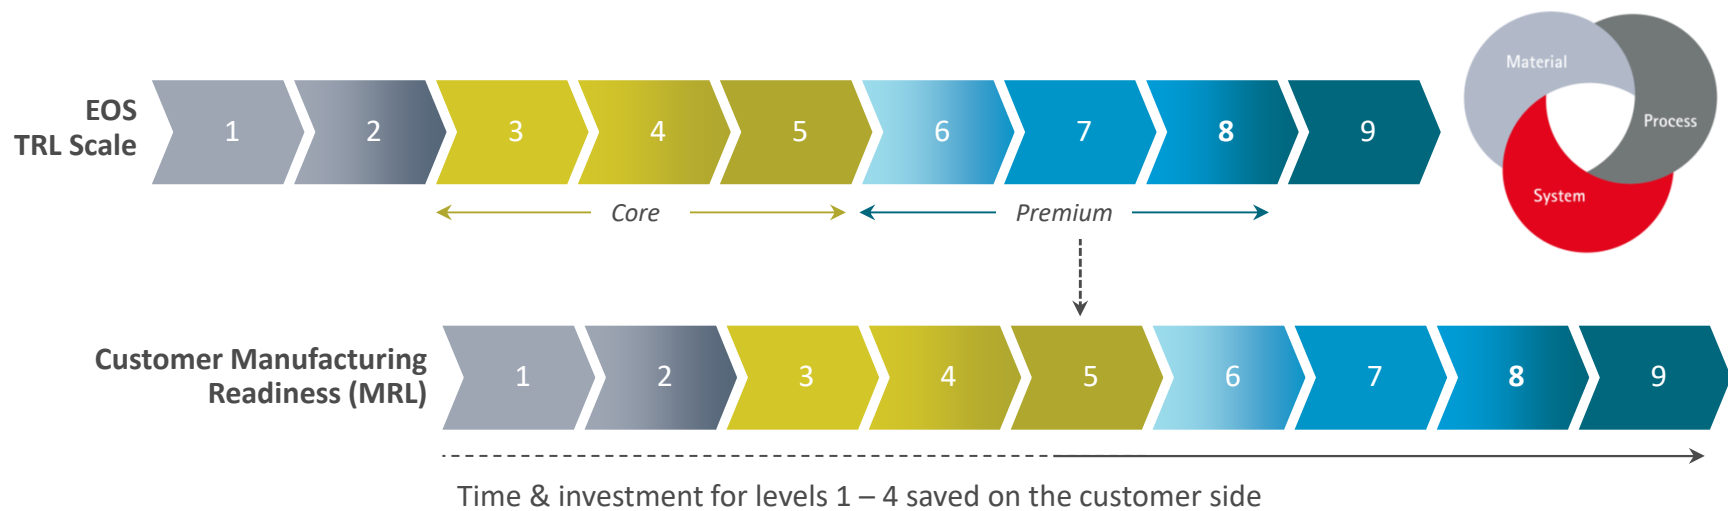 EOS
TRL Scale
1 2 3 4 5 6 7 8 9
Core Premium
Material
Process
System
Customer Manufacturing
Readiness (MRL)
1 2 3 4 5 6 7 8 9
Time & investment for levels 1 – 4 saved on the customer side